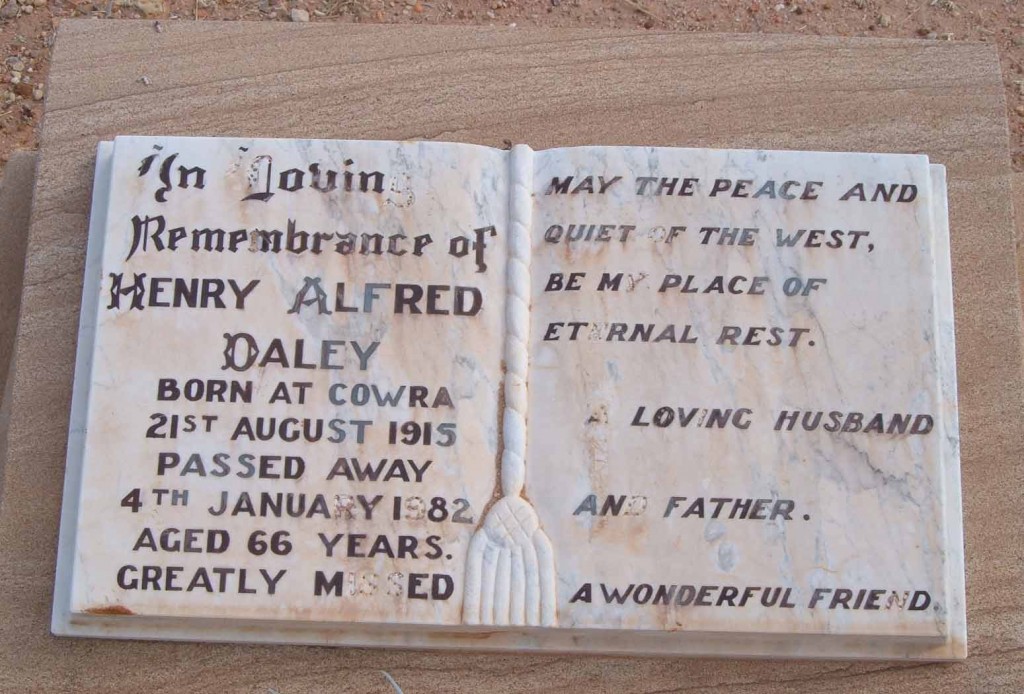 In Loving
Remembrance of
HENRY ALFRED
DALEY
BORN AT COWRA
21ST AUGUST 1915
PASSED AWAY
4TH JANUARY 1982
AGED 66 YEARS.
GREATLY MISSED
MAY THE PEACE AND
QUIET OF THE WEST,
BE MY PLACE OF
ETERNAL REST.
A LOVING HUSBAND
AND FATHER.
A WONDERFUL FRIEND.